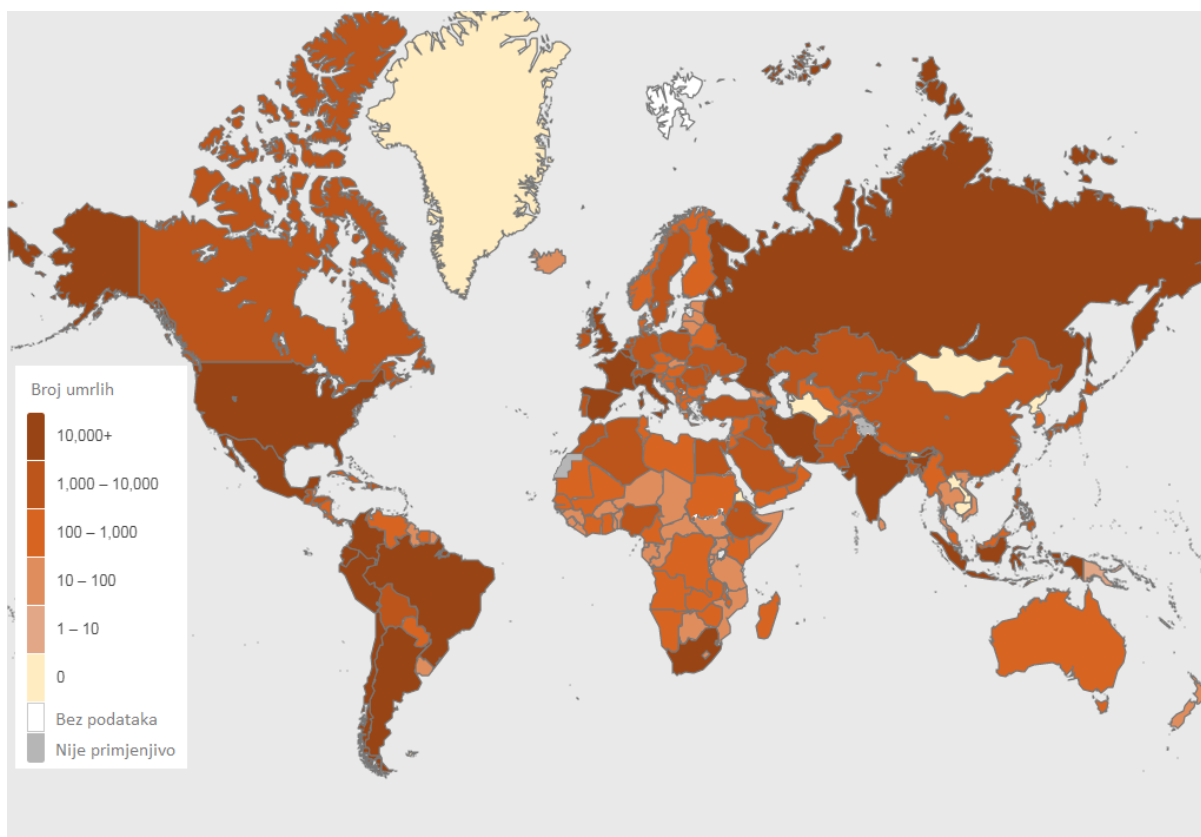 Broj umrlih
10,000+
1,000 – 10,000
100 – 1,000
10 – 100
1 – 10
0
Bez podataka
Nije primjenjivo